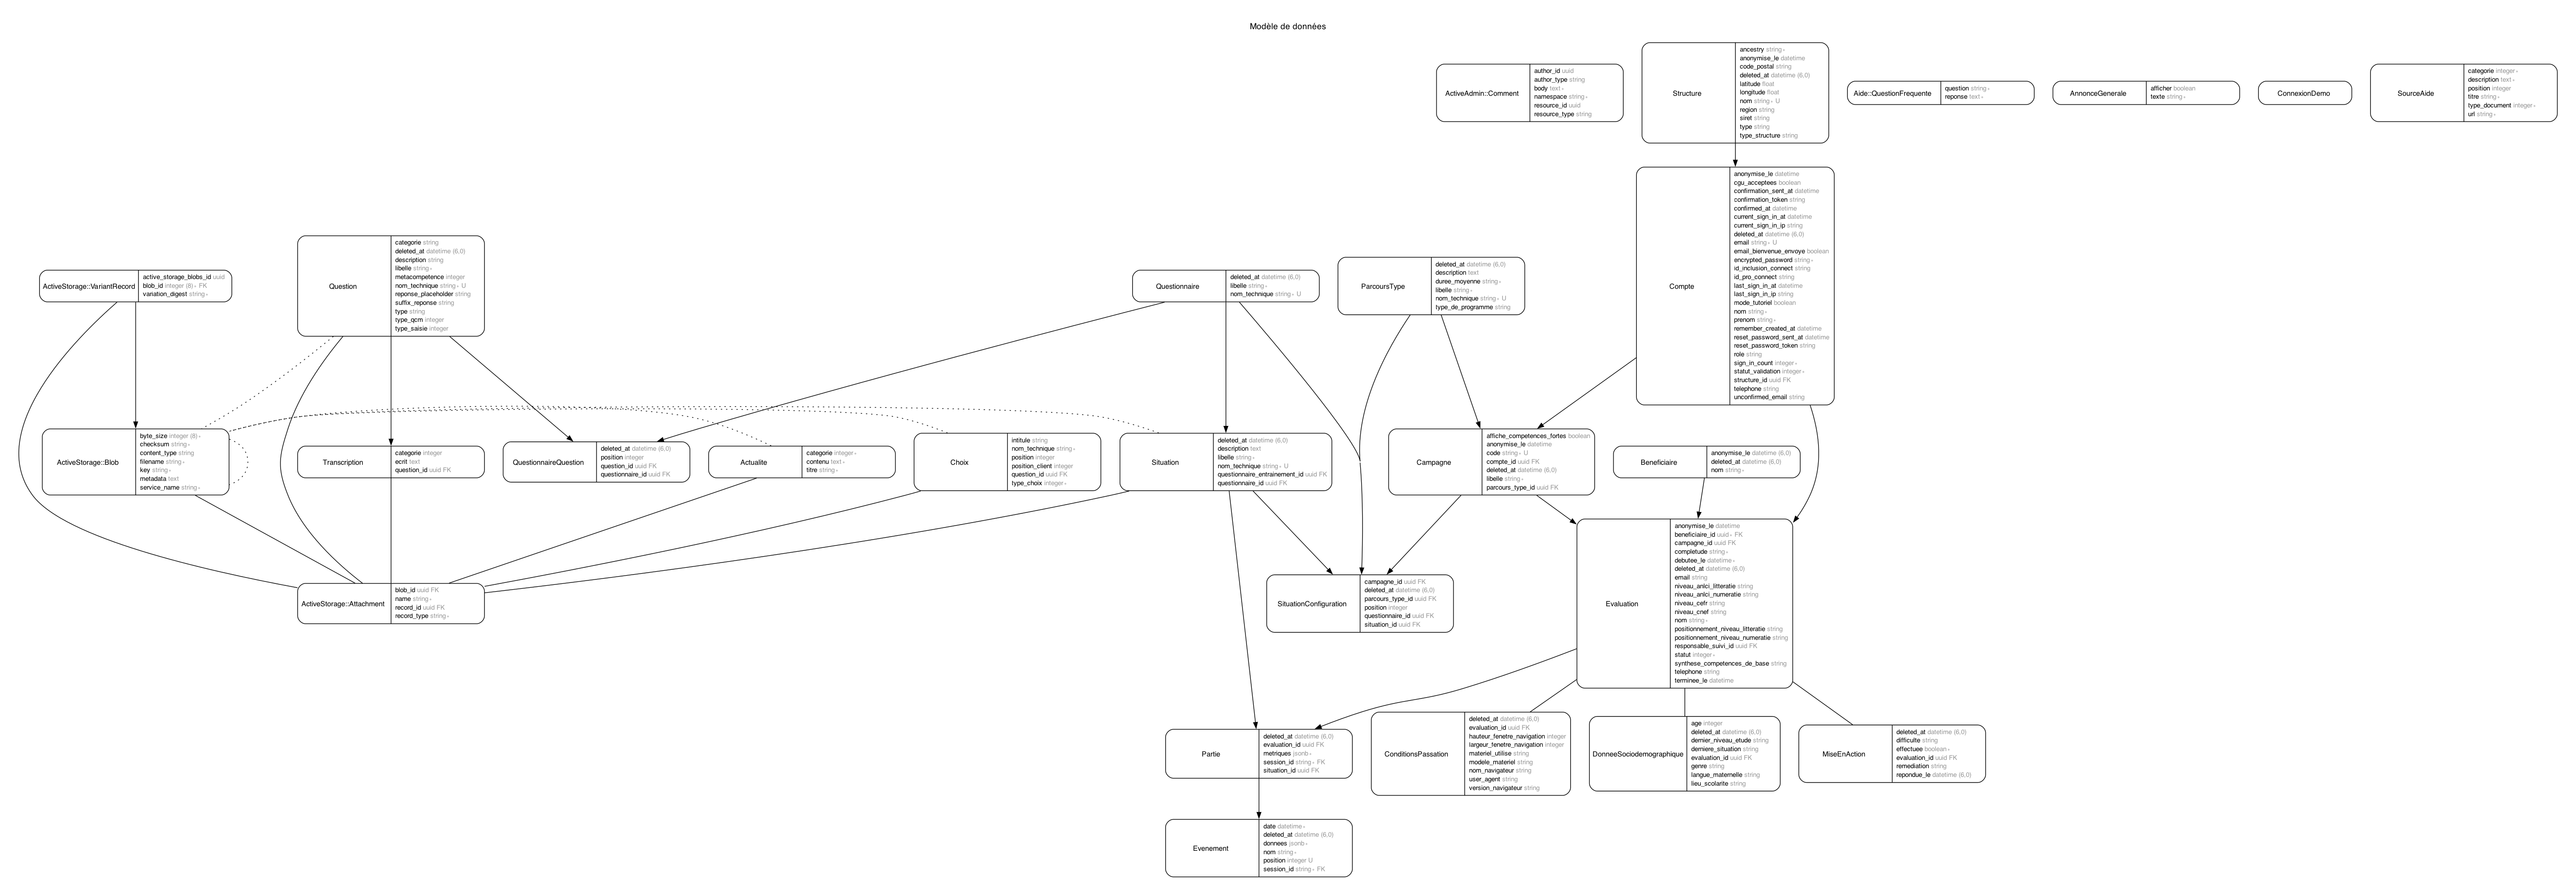 Modèle de données
ActiveAdmin::Comment
author_id uuid
author_type string
body text *
namespace string *
resource_id uuid
resource_type string
Structure
ancestry string *
anonymise_le datetime
code_postal string
deleted_at datetime (6,0)
latitude float
longitude float
nom string * U
region string
siret string
type string
type_structure string
Aide::QuestionFrequente
question string *
reponse text *
AnnonceGenerale
afficher boolean
texte string *
ConnexionDemo
SourceAide
categorie integer *
description text *
position integer
titre string *
type_document integer *
url string *
Compte
anonymise_le datetime
cgu_acceptees boolean
confirmation_sent_at datetime
confirmation_token string
confirmed_at datetime
current_sign_in_at datetime
current_sign_in_ip string
deleted_at datetime (6,0)
email string * U
email_bienvenue_envoye boolean
encrypted_password string *
id_inclusion_connect string
id_pro_connect string
last_sign_in_at datetime
last_sign_in_ip string
mode_tutoriel boolean
nom string *
prenom string *
remember_created_at datetime
reset_password_sent_at datetime
reset_password_token string
role string
sign_in_count integer *
statut_validation integer *
structure_id uuid FK
telephone string
unconfirmed_email string
ActiveStorage::VariantRecord
active_storage_blobs_id uuid
blob_id integer (8) * FK
variation_digest string *
Question
categorie string
deleted_at datetime (6,0)
description string
libelle string *
metacompetence integer
nom_technique string * U
reponse_placeholder string
suffix_reponse string
type string
type_qcm integer
type_saisie integer
Questionnaire
deleted_at datetime (6,0)
libelle string *
nom_technique string * U
ParcoursType
deleted_at datetime (6,0)
description text
duree_moyenne string *
libelle string *
nom_technique string * U
type_de_programme string
ActiveStorage::Blob
byte_size integer (8) *
checksum string *
content_type string
filename string *
key string *
metadata text
service_name string *
Transcription
categorie integer
ecrit text
question_id uuid FK
QuestionnaireQuestion
deleted_at datetime (6,0)
position integer
question_id uuid FK
questionnaire_id uuid FK
Actualite
categorie integer *
contenu text *
titre string *
Choix
intitule string
nom_technique string *
position integer
position_client integer
question_id uuid FK
type_choix integer *
Situation
deleted_at datetime (6,0)
description text
libelle string *
nom_technique string * U
questionnaire_entrainement_id uuid FK
questionnaire_id uuid FK
Campagne
affiche_competences_fortes boolean
anonymise_le datetime
code string * U
compte_id uuid FK
deleted_at datetime (6,0)
libelle string *
parcours_type_id uuid FK
Beneficiaire
anonymise_le datetime (6,0)
deleted_at datetime (6,0)
nom string *
ActiveStorage::Attachment
blob_id uuid FK
name string *
record_id uuid FK
record_type string *
SituationConfiguration
campagne_id uuid FK
deleted_at datetime (6,0)
parcours_type_id uuid FK
position integer
questionnaire_id uuid FK
situation_id uuid FK
Evaluation
anonymise_le datetime
beneficiaire_id uuid * FK
campagne_id uuid FK
completude string *
debutee_le datetime *
deleted_at datetime (6,0)
email string
niveau_anlci_litteratie string
niveau_anlci_numeratie string
niveau_cefr string
niveau_cnef string
nom string *
positionnement_niveau_litteratie string
positionnement_niveau_numeratie string
responsable_suivi_id uuid FK
statut integer *
synthese_competences_de_base string
telephone string
terminee_le datetime
Partie
deleted_at datetime (6,0)
evaluation_id uuid FK
metriques jsonb *
session_id string * FK
situation_id uuid FK
ConditionsPassation
deleted_at datetime (6,0)
evaluation_id uuid FK
hauteur_fenetre_navigation integer
largeur_fenetre_navigation integer
materiel_utilise string
modele_materiel string
nom_navigateur string
user_agent string
version_navigateur string
DonneeSociodemographique
age integer
deleted_at datetime (6,0)
dernier_niveau_etude string
derniere_situation string
evaluation_id uuid FK
genre string
langue_maternelle string
lieu_scolarite string
MiseEnAction
deleted_at datetime (6,0)
difficulte string
effectuee boolean *
evaluation_id uuid FK
remediation string
repondue_le datetime (6,0)
Evenement
date datetime *
deleted_at datetime (6,0)
donnees jsonb *
nom string *
position integer U
session_id string * FK